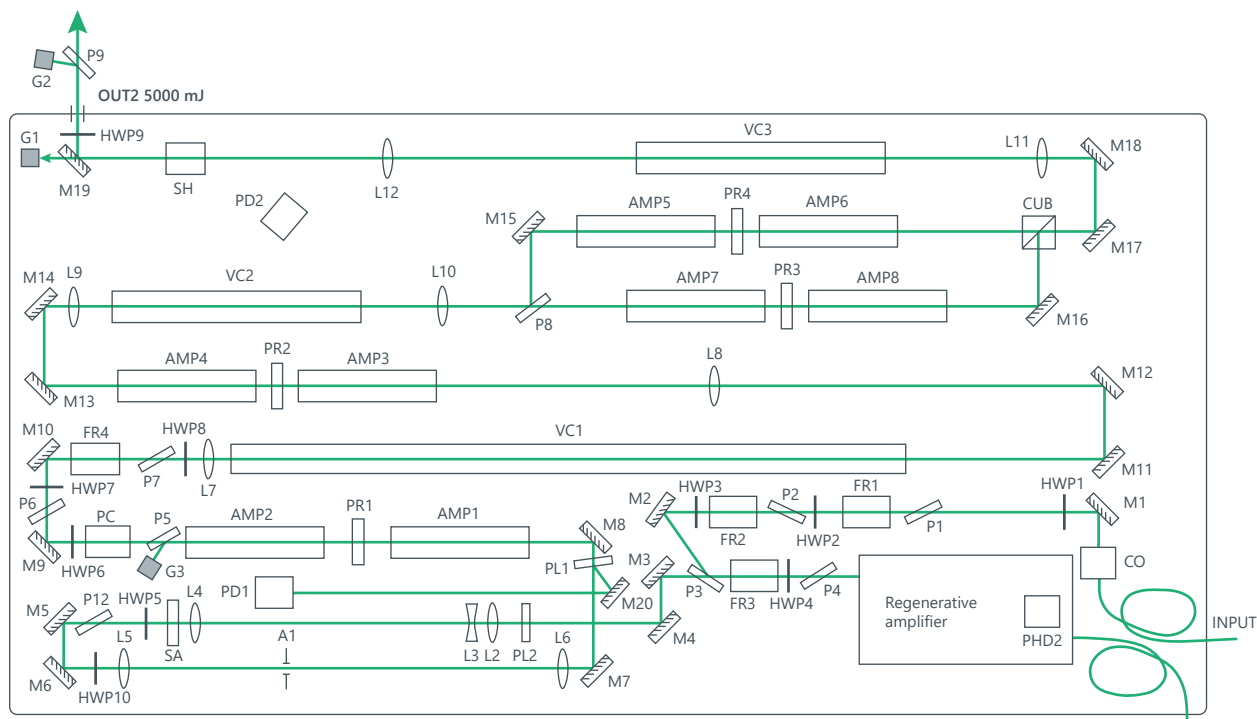 P9
G2
OUT2 5000 mJ
G1
HWP9
VC3
L11
M18
M19
SH
L12
PD2
M15
AMP5
PR4
AMP6
CUB
M17
M14
L9
VC2
L10
AMP7
PR3
AMP8
P8
M16
AMP4
PR2
AMP3
L8
M12
M13
M10
FR4
HWP8
VC1
P7
L7
M11
HWP7
P6
M2
HWP3
P2
FR1
HWP1
M1
PC
P5
AMP2
PR1
AMP1
M8
FR2
HWP2
P1
M9
HWP6
G3
PL1
M3
CO
P3
FR3
HWP4
P4
PD1
M20
Regenerative
amplifier
PHD2
INPUT
M5
P12
HWP5
L4
M4
L5
SA
A1
L3
L2
PL2
L6
M6
HWP10
M7